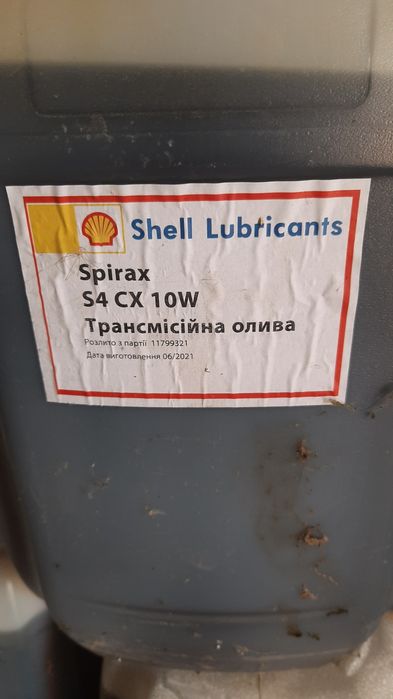 Shell Lubricants
Spirax
S4 CX 10W
Трансмісійна олива
Розлито з партії 11799321
Дата виготовлення 06/2021